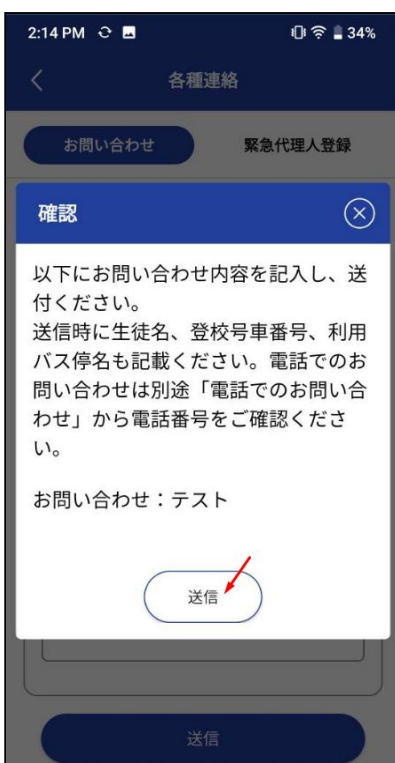 2:14 PM 34%
各種連絡
お問い合わせ 緊急代理人登録
確認
以下にお問い合わせ内容を記入し、送
付ください。
送信時に生徒名、登校号車番号、利用
バス停名も記載ください。電話でのお
問い合わせは別途「電話でのお問い合
わせ」から電話番号をご確認くださ
い。
お問い合わせ：テスト
送信
送信